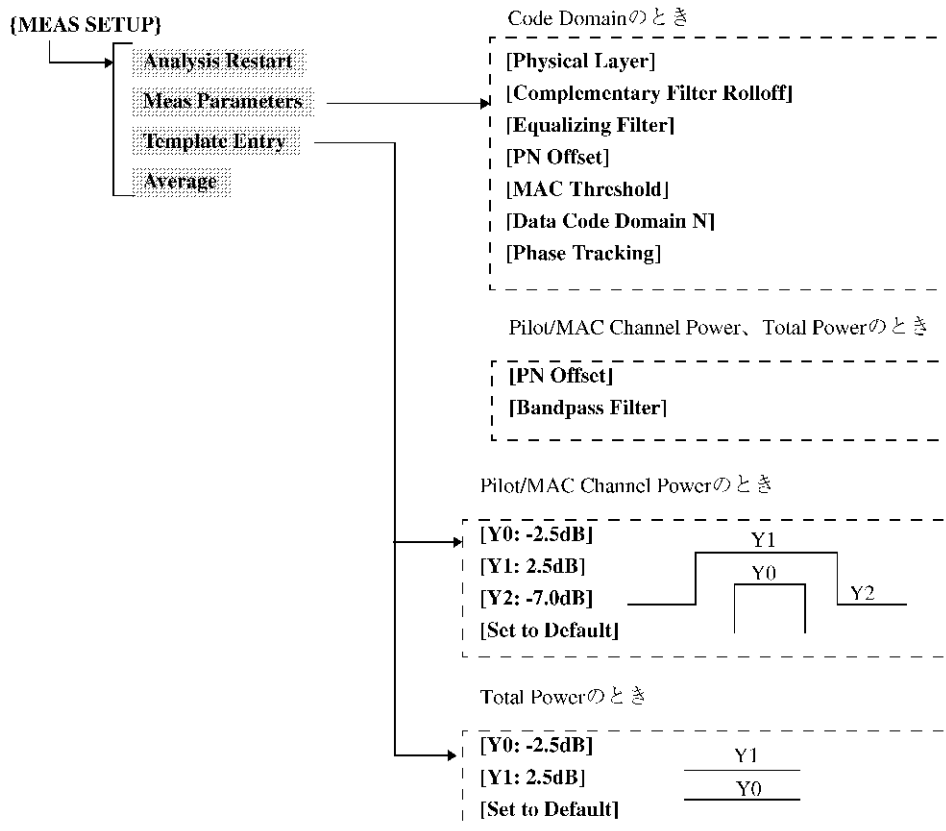 {MEAS SETUP}
Analysis Restart
Meas Parameters
Template Entry
Average
Code Domainのとき
[Physical Layer]
[Complementary Filter Rolloff]
[Equalizing Filter]
[PN Offset]
[MAC Threshold]
[Data Code Domain N]
[Phase Tracking]
Pilot/MAC Channel Power、Total Powerのとき
[PN Offset]
[Bandpass Filter]
Pilot/MAC Channel Powerのとき
[Y0: -2.5dB]
[Y1: 2.5dB]
[Y2: -7.0dB]
[Set to Default]
Y1
Y0
Y2
Total Powerのとき
[Y0: -2.5dB]
[Y1: 2.5dB]
[Set to Default]
Y1
Y0